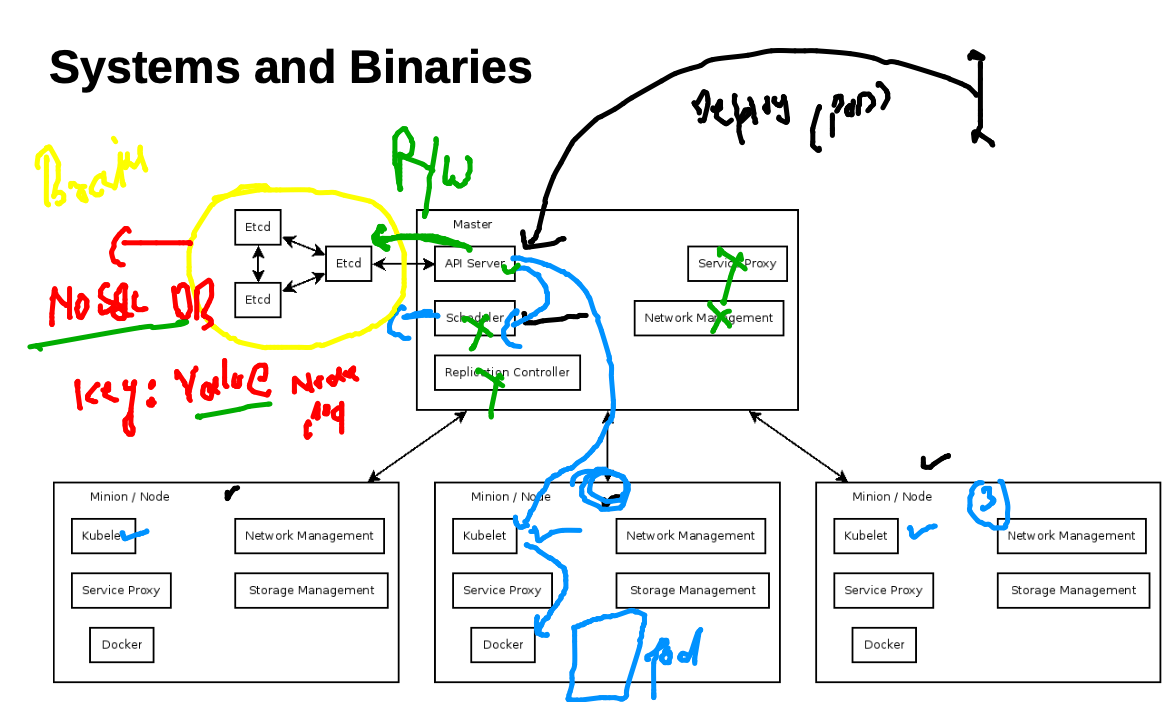 Systems and Binaries
Deploy (POD)
Brain
R/W
Master
Etcd
Etcd
Etcd
API Server
Service Proxy
Scheduler
Network Management
Replication Controller
NoSQL DB
Key: Value
Minion / Node
Minion / Node
Minion / Node
3
Kubelet
Network Management
Kubelet
Network Management
Kubelet
Network Management
Service Proxy
Storage Management
Service Proxy
Storage Management
Service Proxy
Storage Management
Docker
Docker
Docker
pod